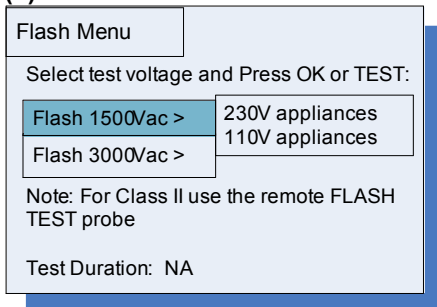 Flash Menu
Select test voltage and Press OK or TEST:
Flash 1500Vac >
230V appliances
110V appliances
Flash 3000Vac >
Note: For Class II use the remote FLASH
TEST probe
Test Duration: NA